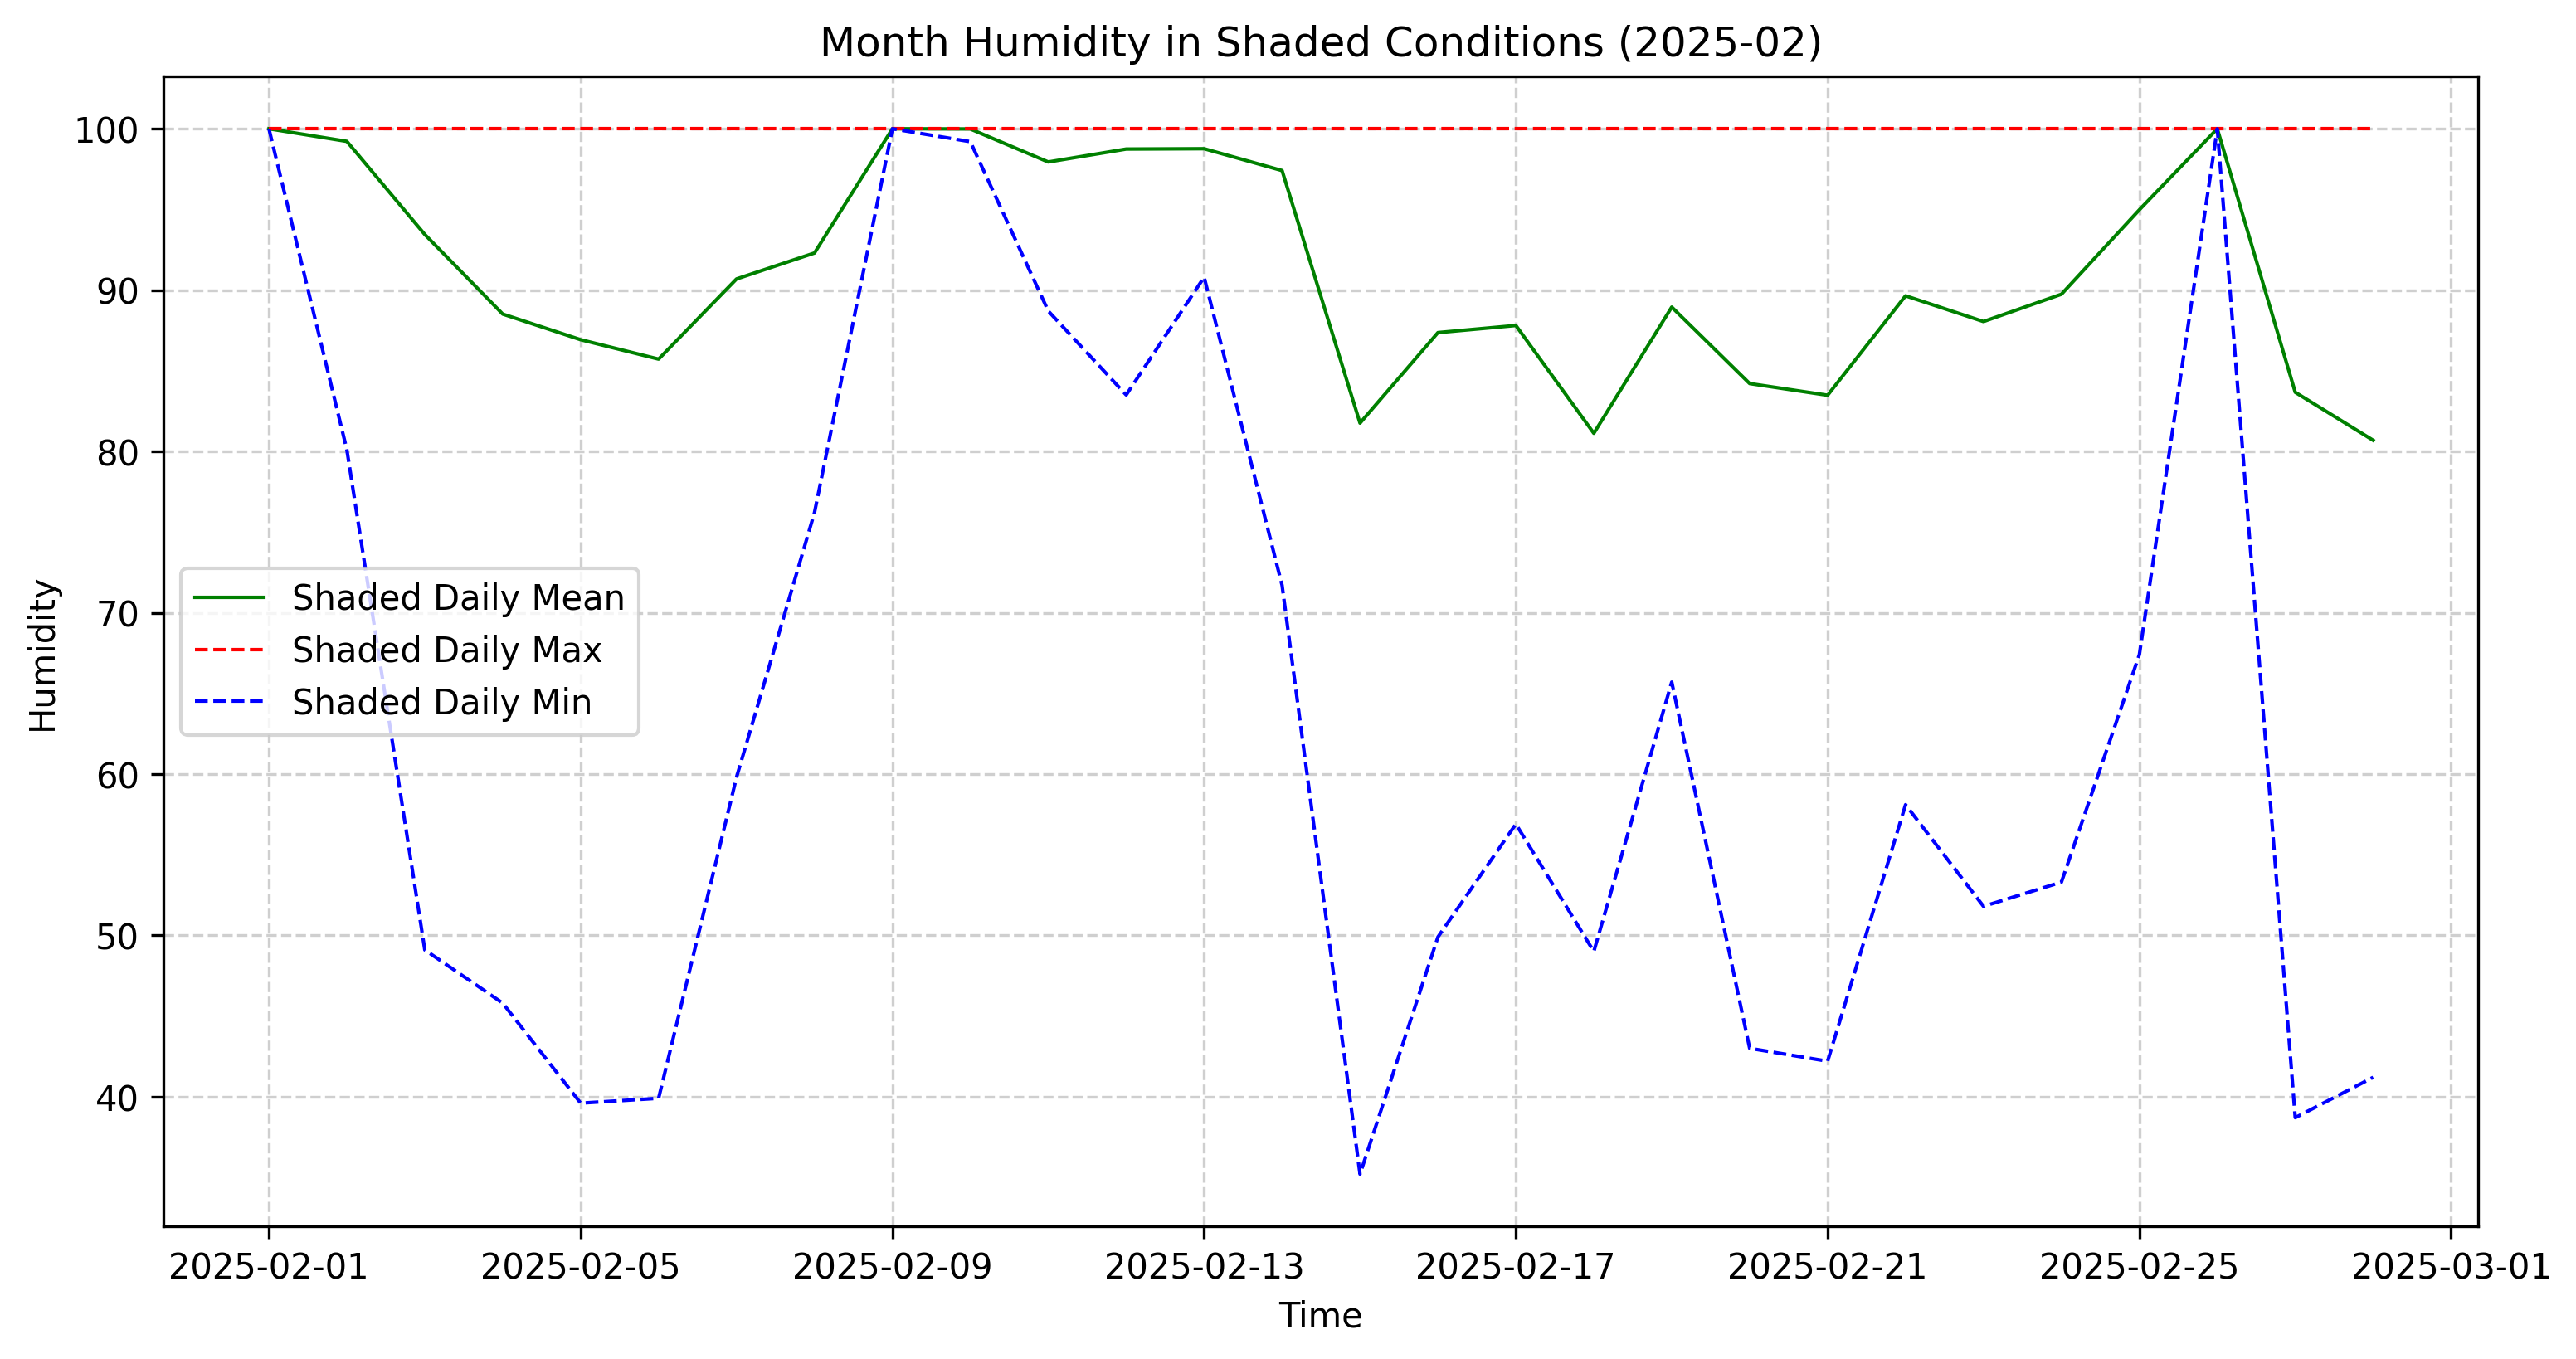 Month Humidity in Shaded Conditions (2025-02)
100
90
80
70
60
50
40
Humidity
Shaded Daily Mean
Shaded Daily Max
Shaded Daily Min
2025-02-01
2025-02-05
2025-02-09
2025-02-13
2025-02-17
2025-02-21
2025-02-25
2025-03-01
Time